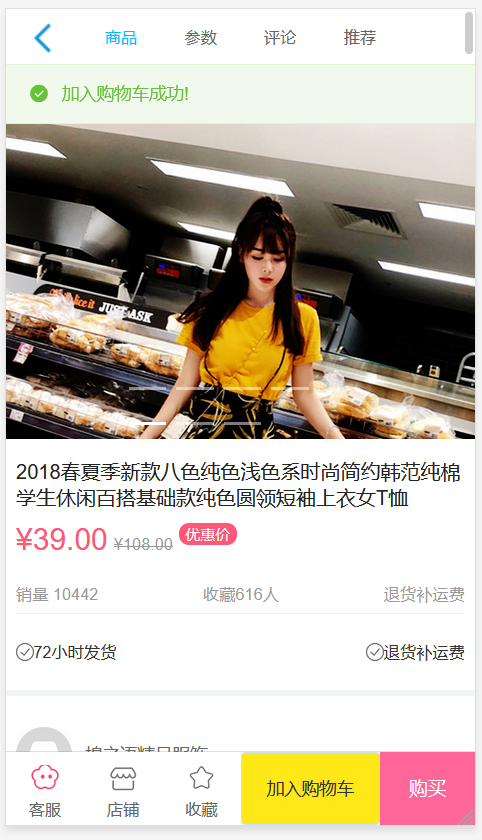 商品 参数 评论 推荐
加入购物车成功!
JUST ASK
2018春夏季新款八色纯色浅色系时尚简约韩范纯棉
学生休闲百搭基础款纯色圆领短袖上衣女T恤
¥39.00 ¥108.00 优惠价
销量 10442 收藏616人 退货补运费
72小时发货 退货补运费
客服 店铺 收藏 加入购物车 购买